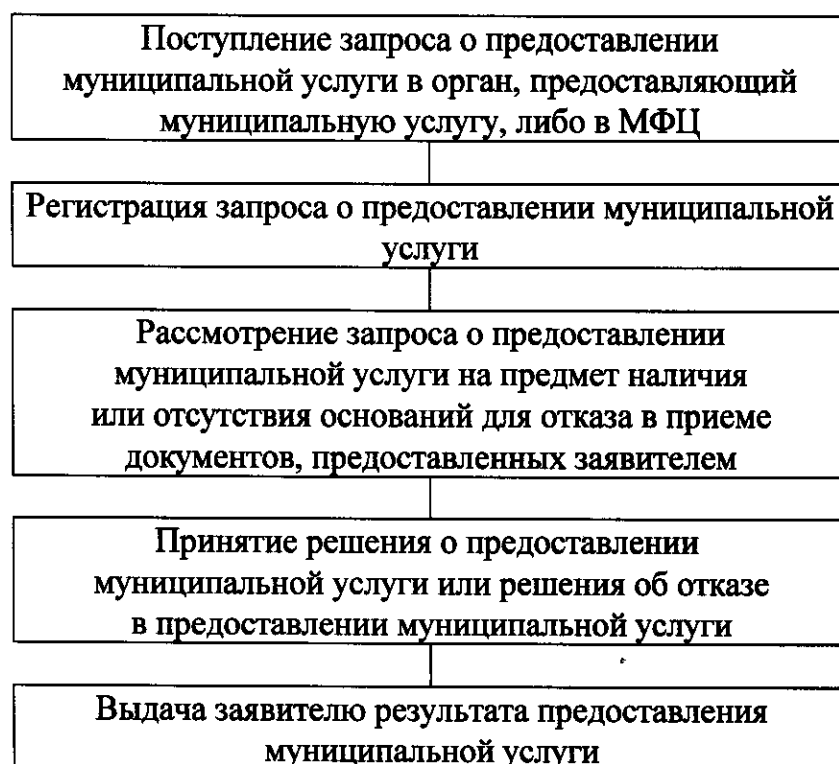 Поступление запроса о предоставлении
муниципальной услуги в орган, предоставляющий
муниципальную услугу, либо в МФЦ
Регистрация запроса о предоставлении муниципальной
услуги
Рассмотрение запроса о предоставлении
муниципальной услуги на предмет наличия
или отсутствия оснований для отказа в приеме
документов, предоставленных заявителем
Принятие решения о предоставлении
муниципальной услуги или решения об отказе
в предоставлении муниципальной услуги
Выдача заявителю результата предоставления
муниципальной услуги